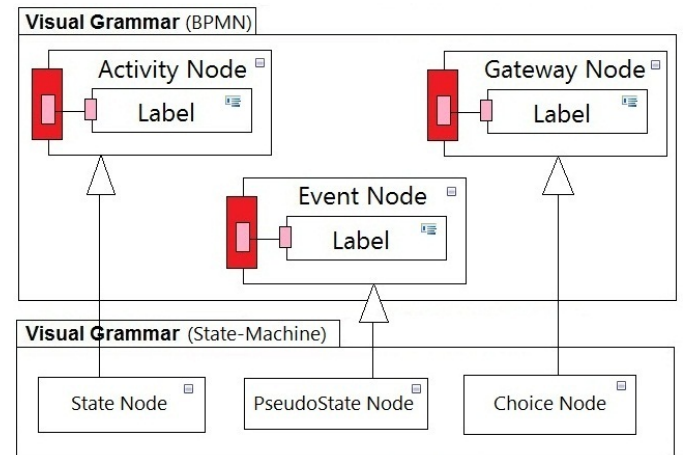 Visual Grammar (BPMN)
Activity Node
Label
Gateway Node
Label
Event Node
Label
Visual Grammar (State-Machine)
State Node
PseudoState Node
Choice Node